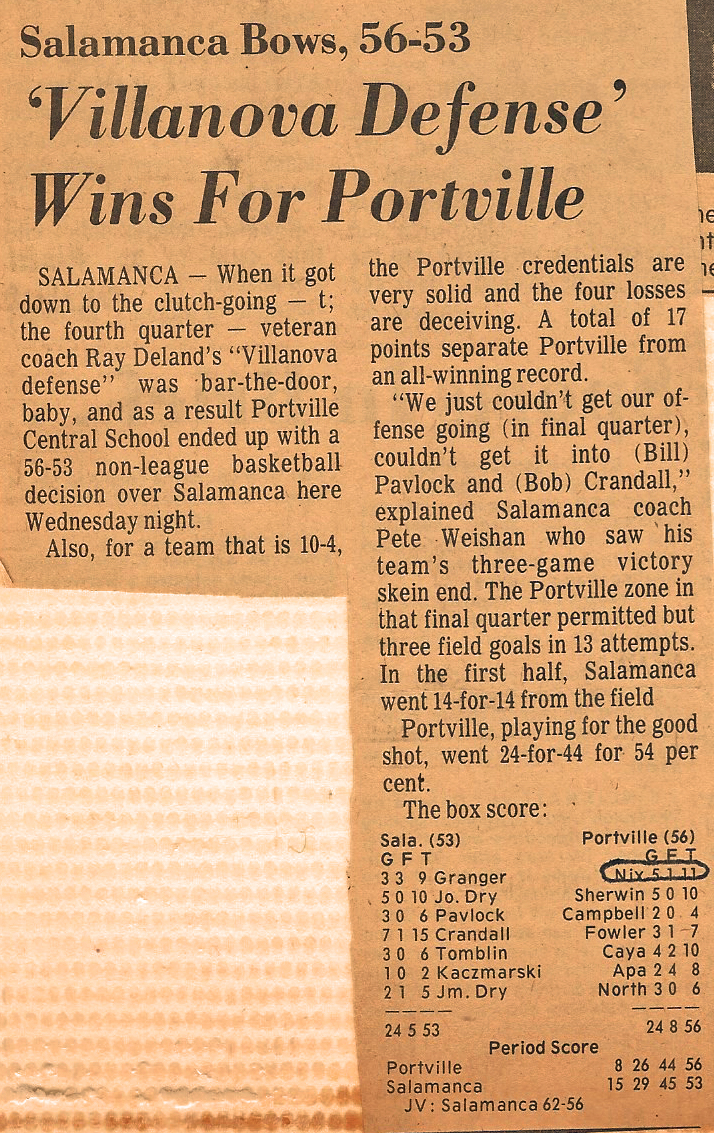 Salamanca Bows, 56-53
‘Villanova Defense’
Wins For Portville
SALAMANCA — When it got
down to the clutch-going — t;
the fourth quarter — veteran
coach Ray Deland's “Villanova
defense” was bar-the-door,
baby, and as a result Portville
Central School ended up with a
56-53 non-league basketball
decision over Salamanca here
Wednesday night.
Also, for a team that is 10-4,
the Portville credentials are
very solid and the four losses
are deceiving. A total of 17
points separate Portville from
an all-winning record.
“We just couldn't get our of-
fense going (in final quarter),
couldn't get it into (Bill)
Pavlock and (Bob) Crandall,”
explained Salamanca coach
Pete Weishan who saw his
team's three-game victory
skein end. The Portville zone in
that final quarter permitted but
three field goals in 13 attempts.
In the first half, Salamanca
went 14-for-14 from the field
Portville, playing for the good
shot, went 24-for-44 for 54 per
cent.
The box score:
Sala. (53) Portville (56)
G F T G F T
3 3 9 Granger Nix 5 1 11
5 0 10 Jo. Dry Sherwin 5 0 10
3 0 6 Pavlock Campbell 2 0 4
7 1 15 Crandall Fowler 3 1 7
3 0 6 Tomblin Caya 4 2 10
1 0 2 Kaczmarski Apa 2 4 8
2 1 5 Jm. Dry North 3 0 6
24 5 53 24 8 56
Period Score
Portville 8 26 44 56
Salamanca 15 29 45 53
JV: Salamanca 62-56